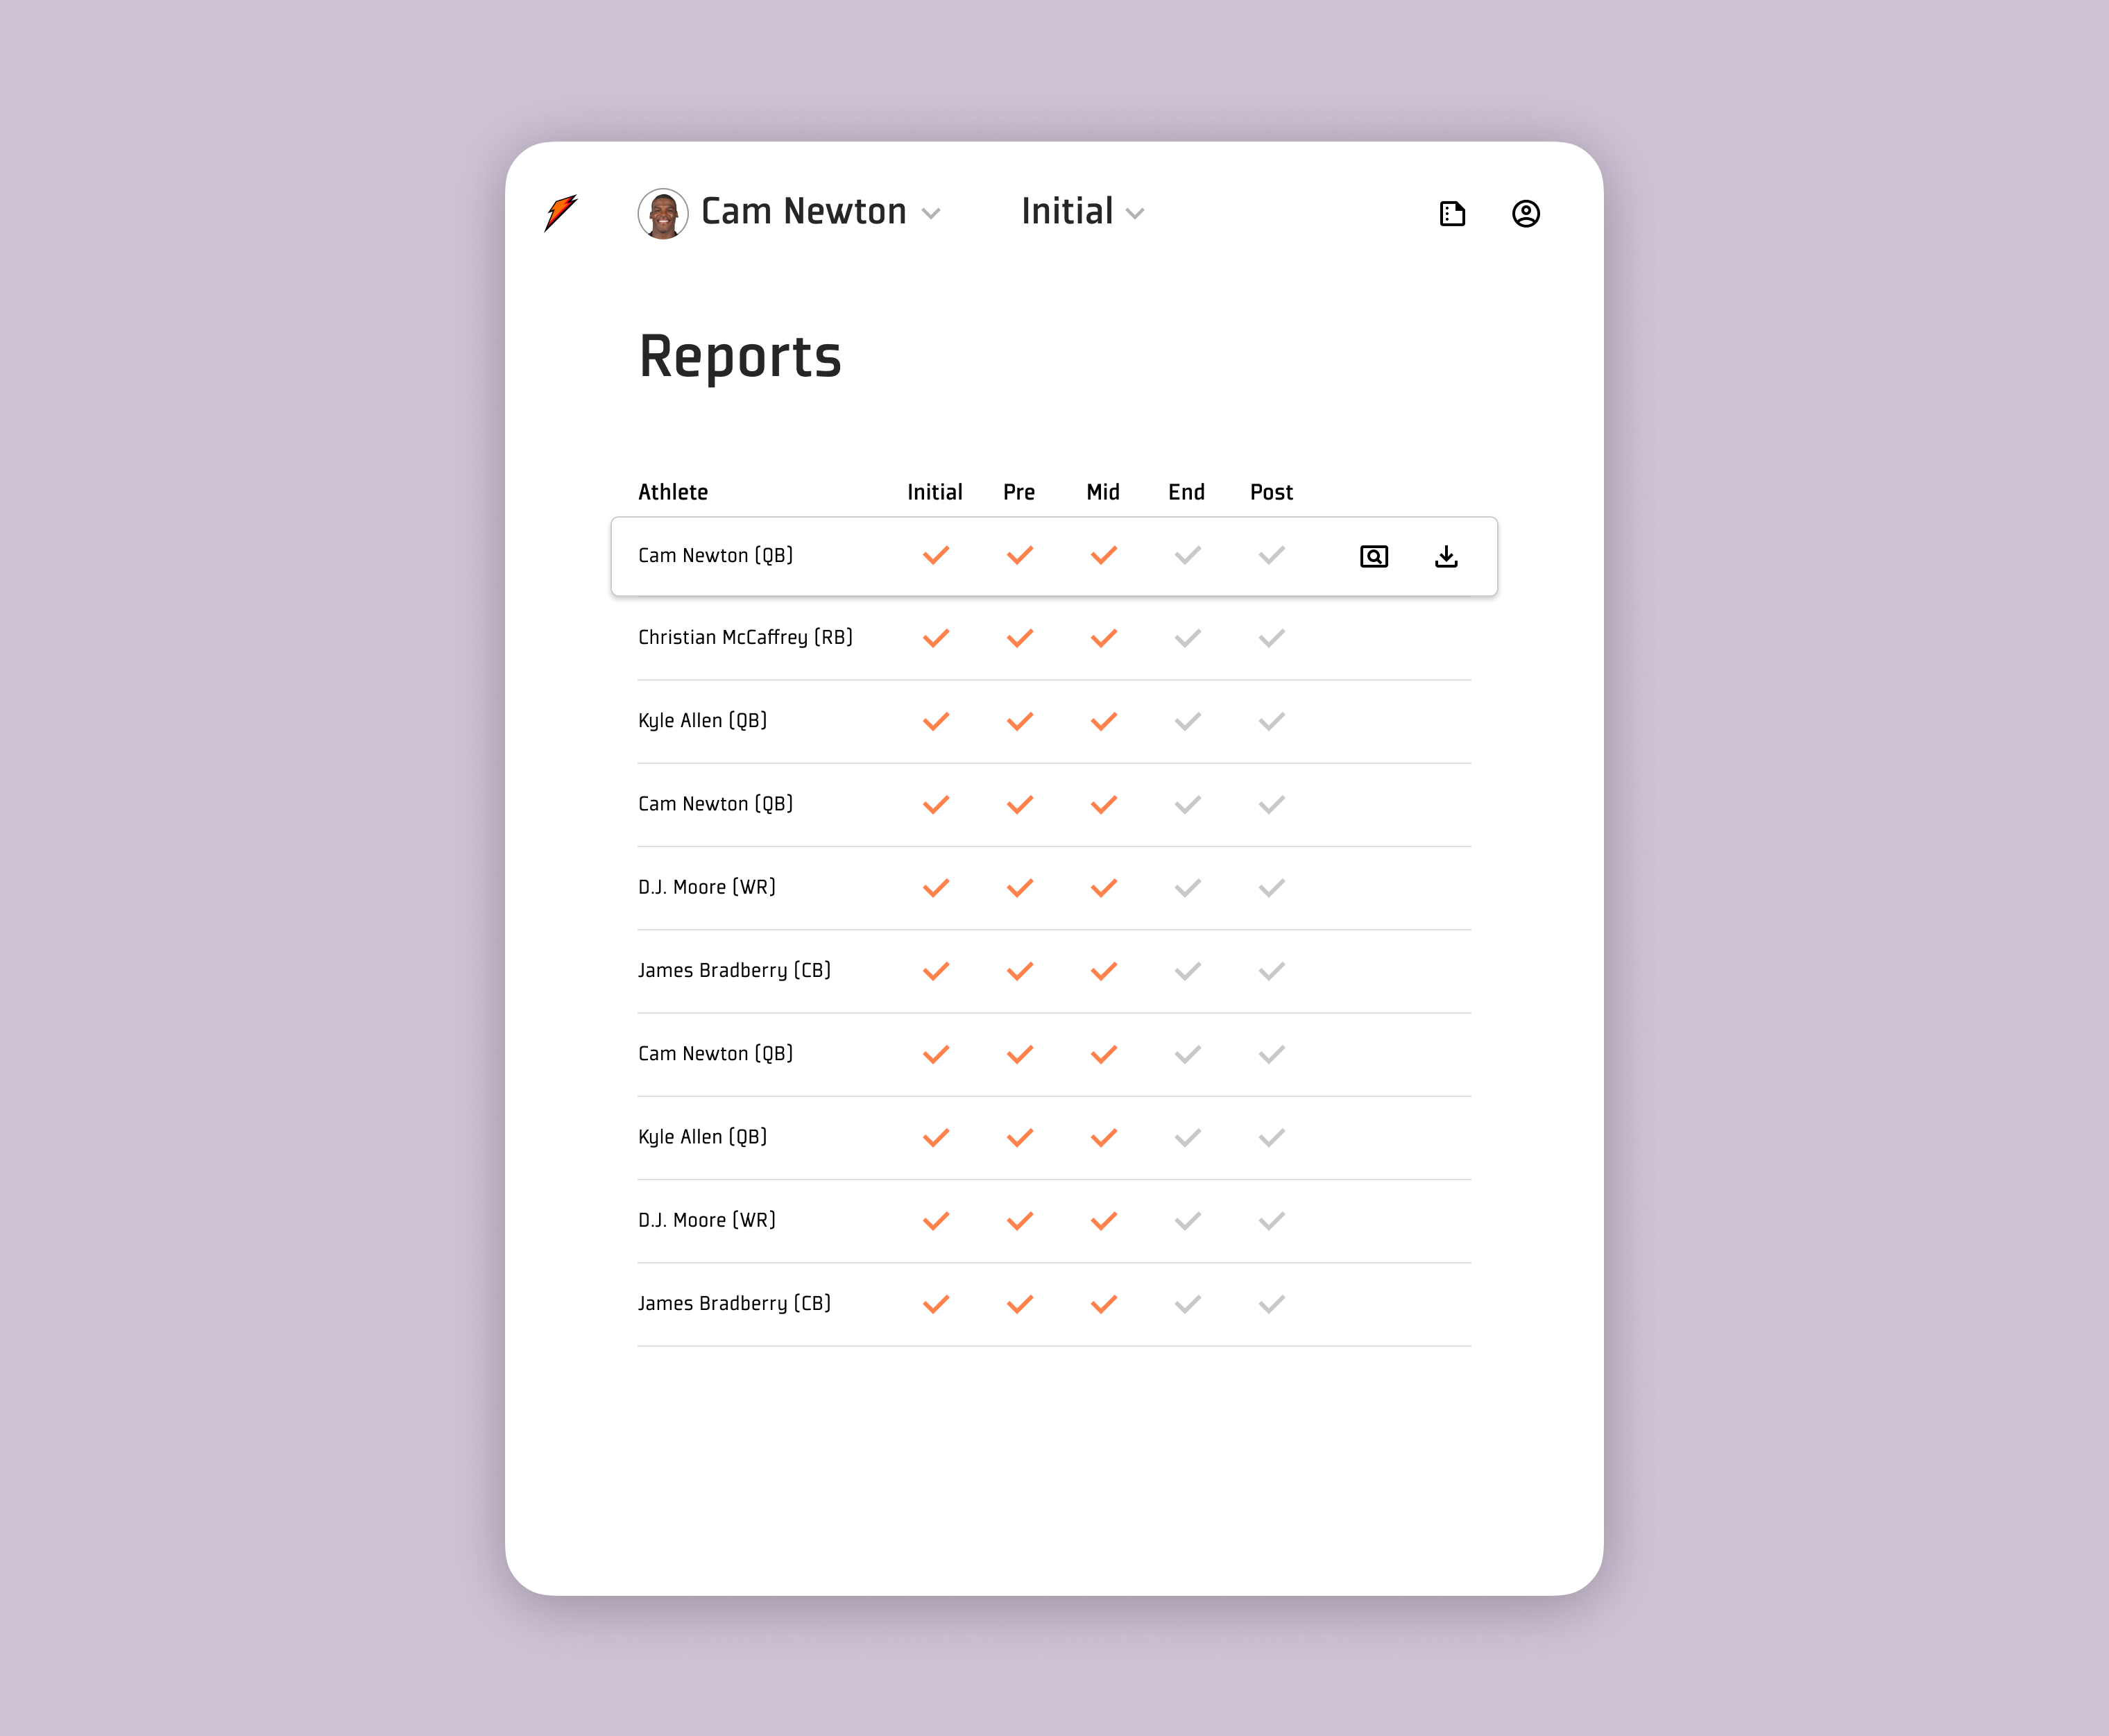 Cam Newton Initial
Reports
Athlete Initial Pre Mid End Post
Cam Newton (QB)
Christian McCaffrey (RB)
Kyle Allen (QB)
Cam Newton (QB)
D.J. Moore (WR)
James Bradberry (CB)
Cam Newton (QB)
Kyle Allen (QB)
D.J. Moore (WR)
James Bradberry (CB)